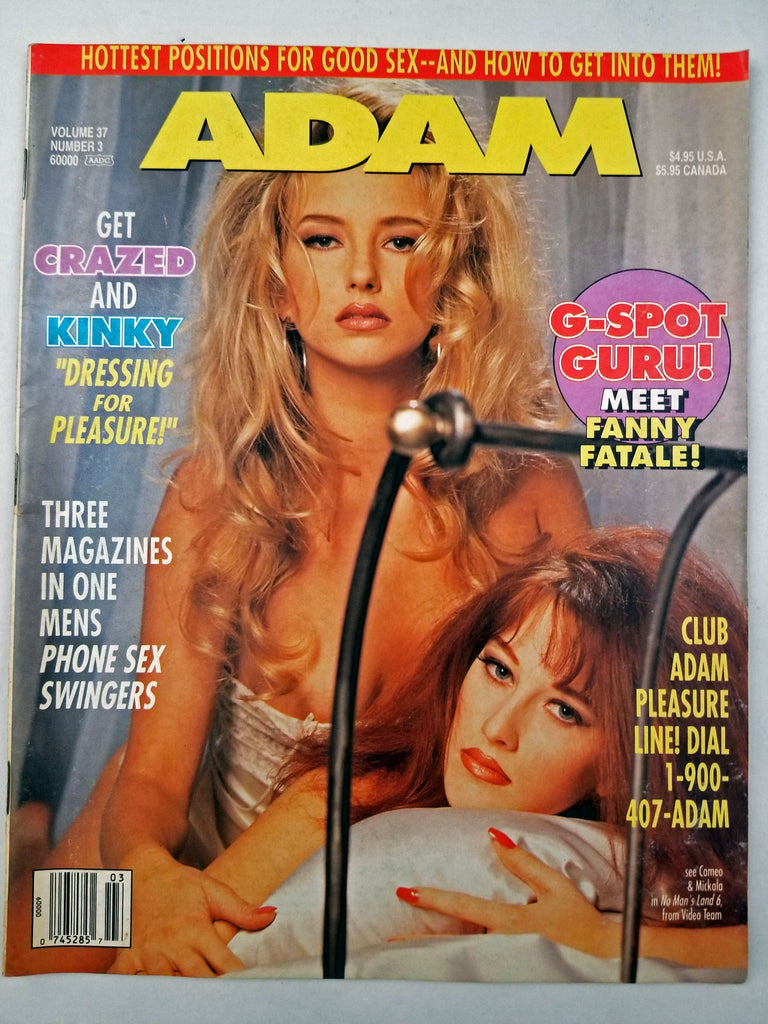 HOTTEST POSITIONS FOR GOOD SEX--AND HOW TO GET INTO THEM!
ADAM
VOLUME 37
NUMBER 3
60000 AADC
$4.95 U.S.A.
$5.95 CANADA
GET
CRAZED
AND
KINKY
"DRESSING
FOR
PLEASURE!"
G-SPOT
GURU!
MEET
FANNY
FATALE!
THREE
MAGAZINES
IN ONE
MENS
PHONE SEX
SWINGERS
CLUB
ADAM
PLEASURE
LINE! DIAL
1-900-
407-ADAM
see Cameo
& Mickala
in No Man's Land 6,
from Video Team
03
60000
0 745285 7